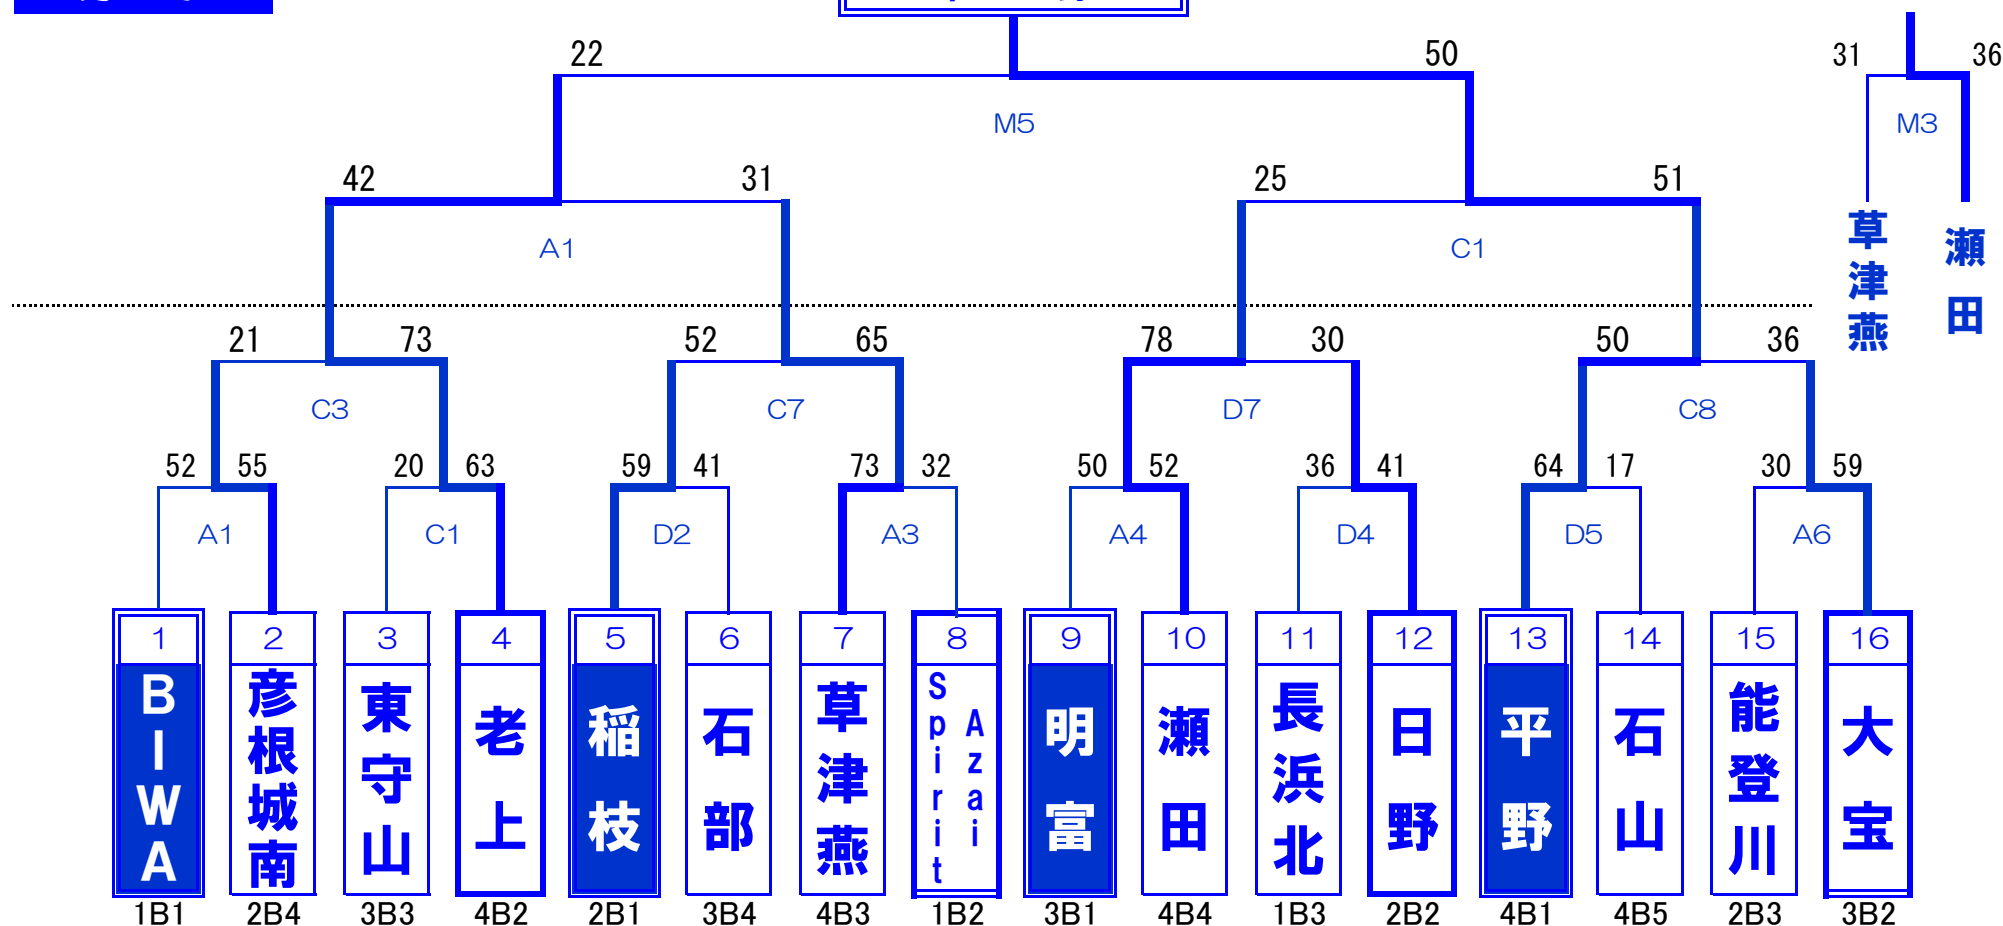 22 50 31 36
M5 M3
42 31 25 51
A1 C1
草津燕 瀬田
21 73 52 65 78 30 50 36
C3 C7 D7 C8
52 55 20 63 59 41 73 32 50 52 36 41 64 17 30 59
A1 C1 D2 A3 A4 D4 D5 A6
1 2 3 4 5 6 7 8 9 10 11 12 13 14 15 16
BIWA
彦根城南
東守山
老上
稲枝
石部
草津燕
Azai
Spirit
明富
瀬田
長浜北
日野
平野
石山
能登川
大宝
1B1 2B4 3B3 4B2 2B1 3B4 4B3 1B2 3B1 4B4 1B3 2B2 4B1 4B5 2B3 3B2